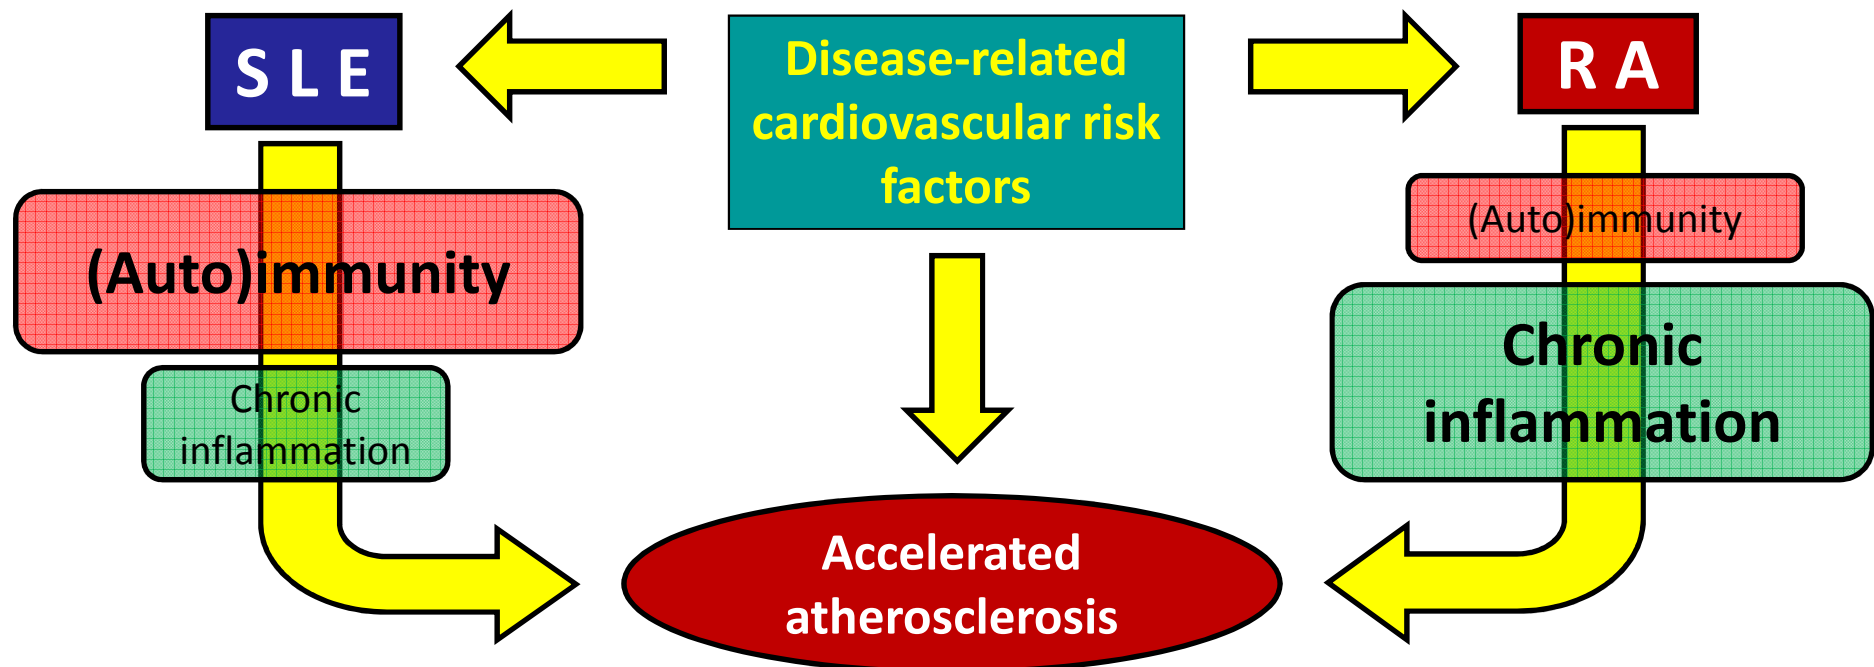 S L E
Disease-related
cardiovascular risk
factors
R A
(Auto)immunity
Chronic
inflammation
(Auto)immunity
Chronic
inflammation
Accelerated
atherosclerosis